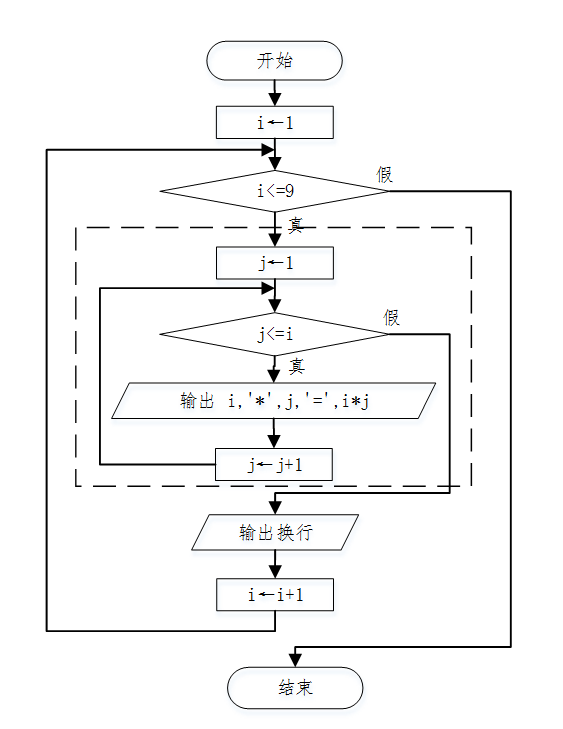 开始
i←1
i<=9
假
真
j←1
j<=i
假
真
输出 i,'*',j,'=',i*j
j←j+1
输出换行
i←i+1
结束